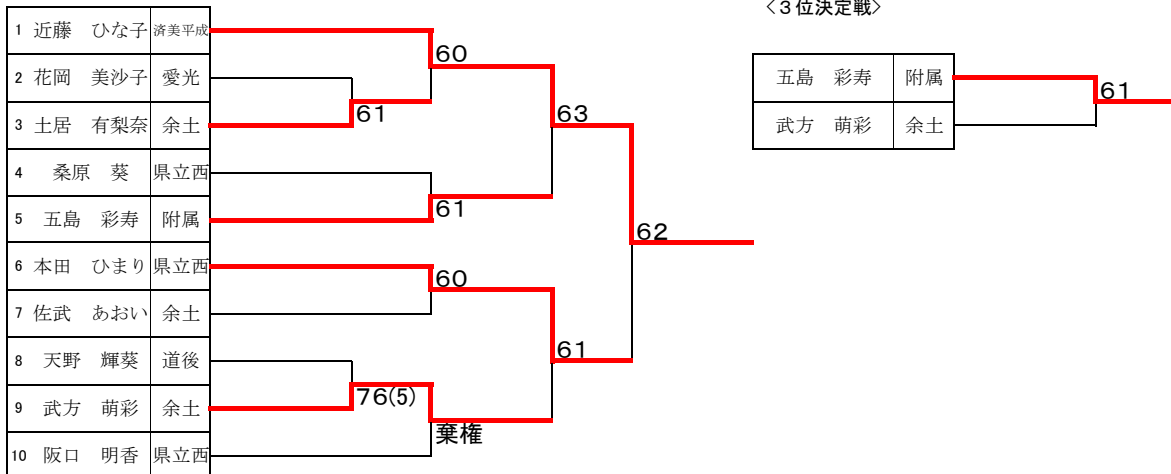 <3位決定戦>
1 近藤 ひな子 済美平成
60
2 花岡 美沙子 愛光
五島 彩寿 附属
61
61
3 土居 有梨奈 余土
63
武方 萌彩 余土
4 桑原 葵 県立西
61
5 五島 彩寿 附属
62
6 本田 ひまり 県立西
60
7 佐武 あおい 余土
61
8 天野 輝葵 道後
76(5)
9 武方 萌彩 余土
棄権
10 阪口 明香 県立西